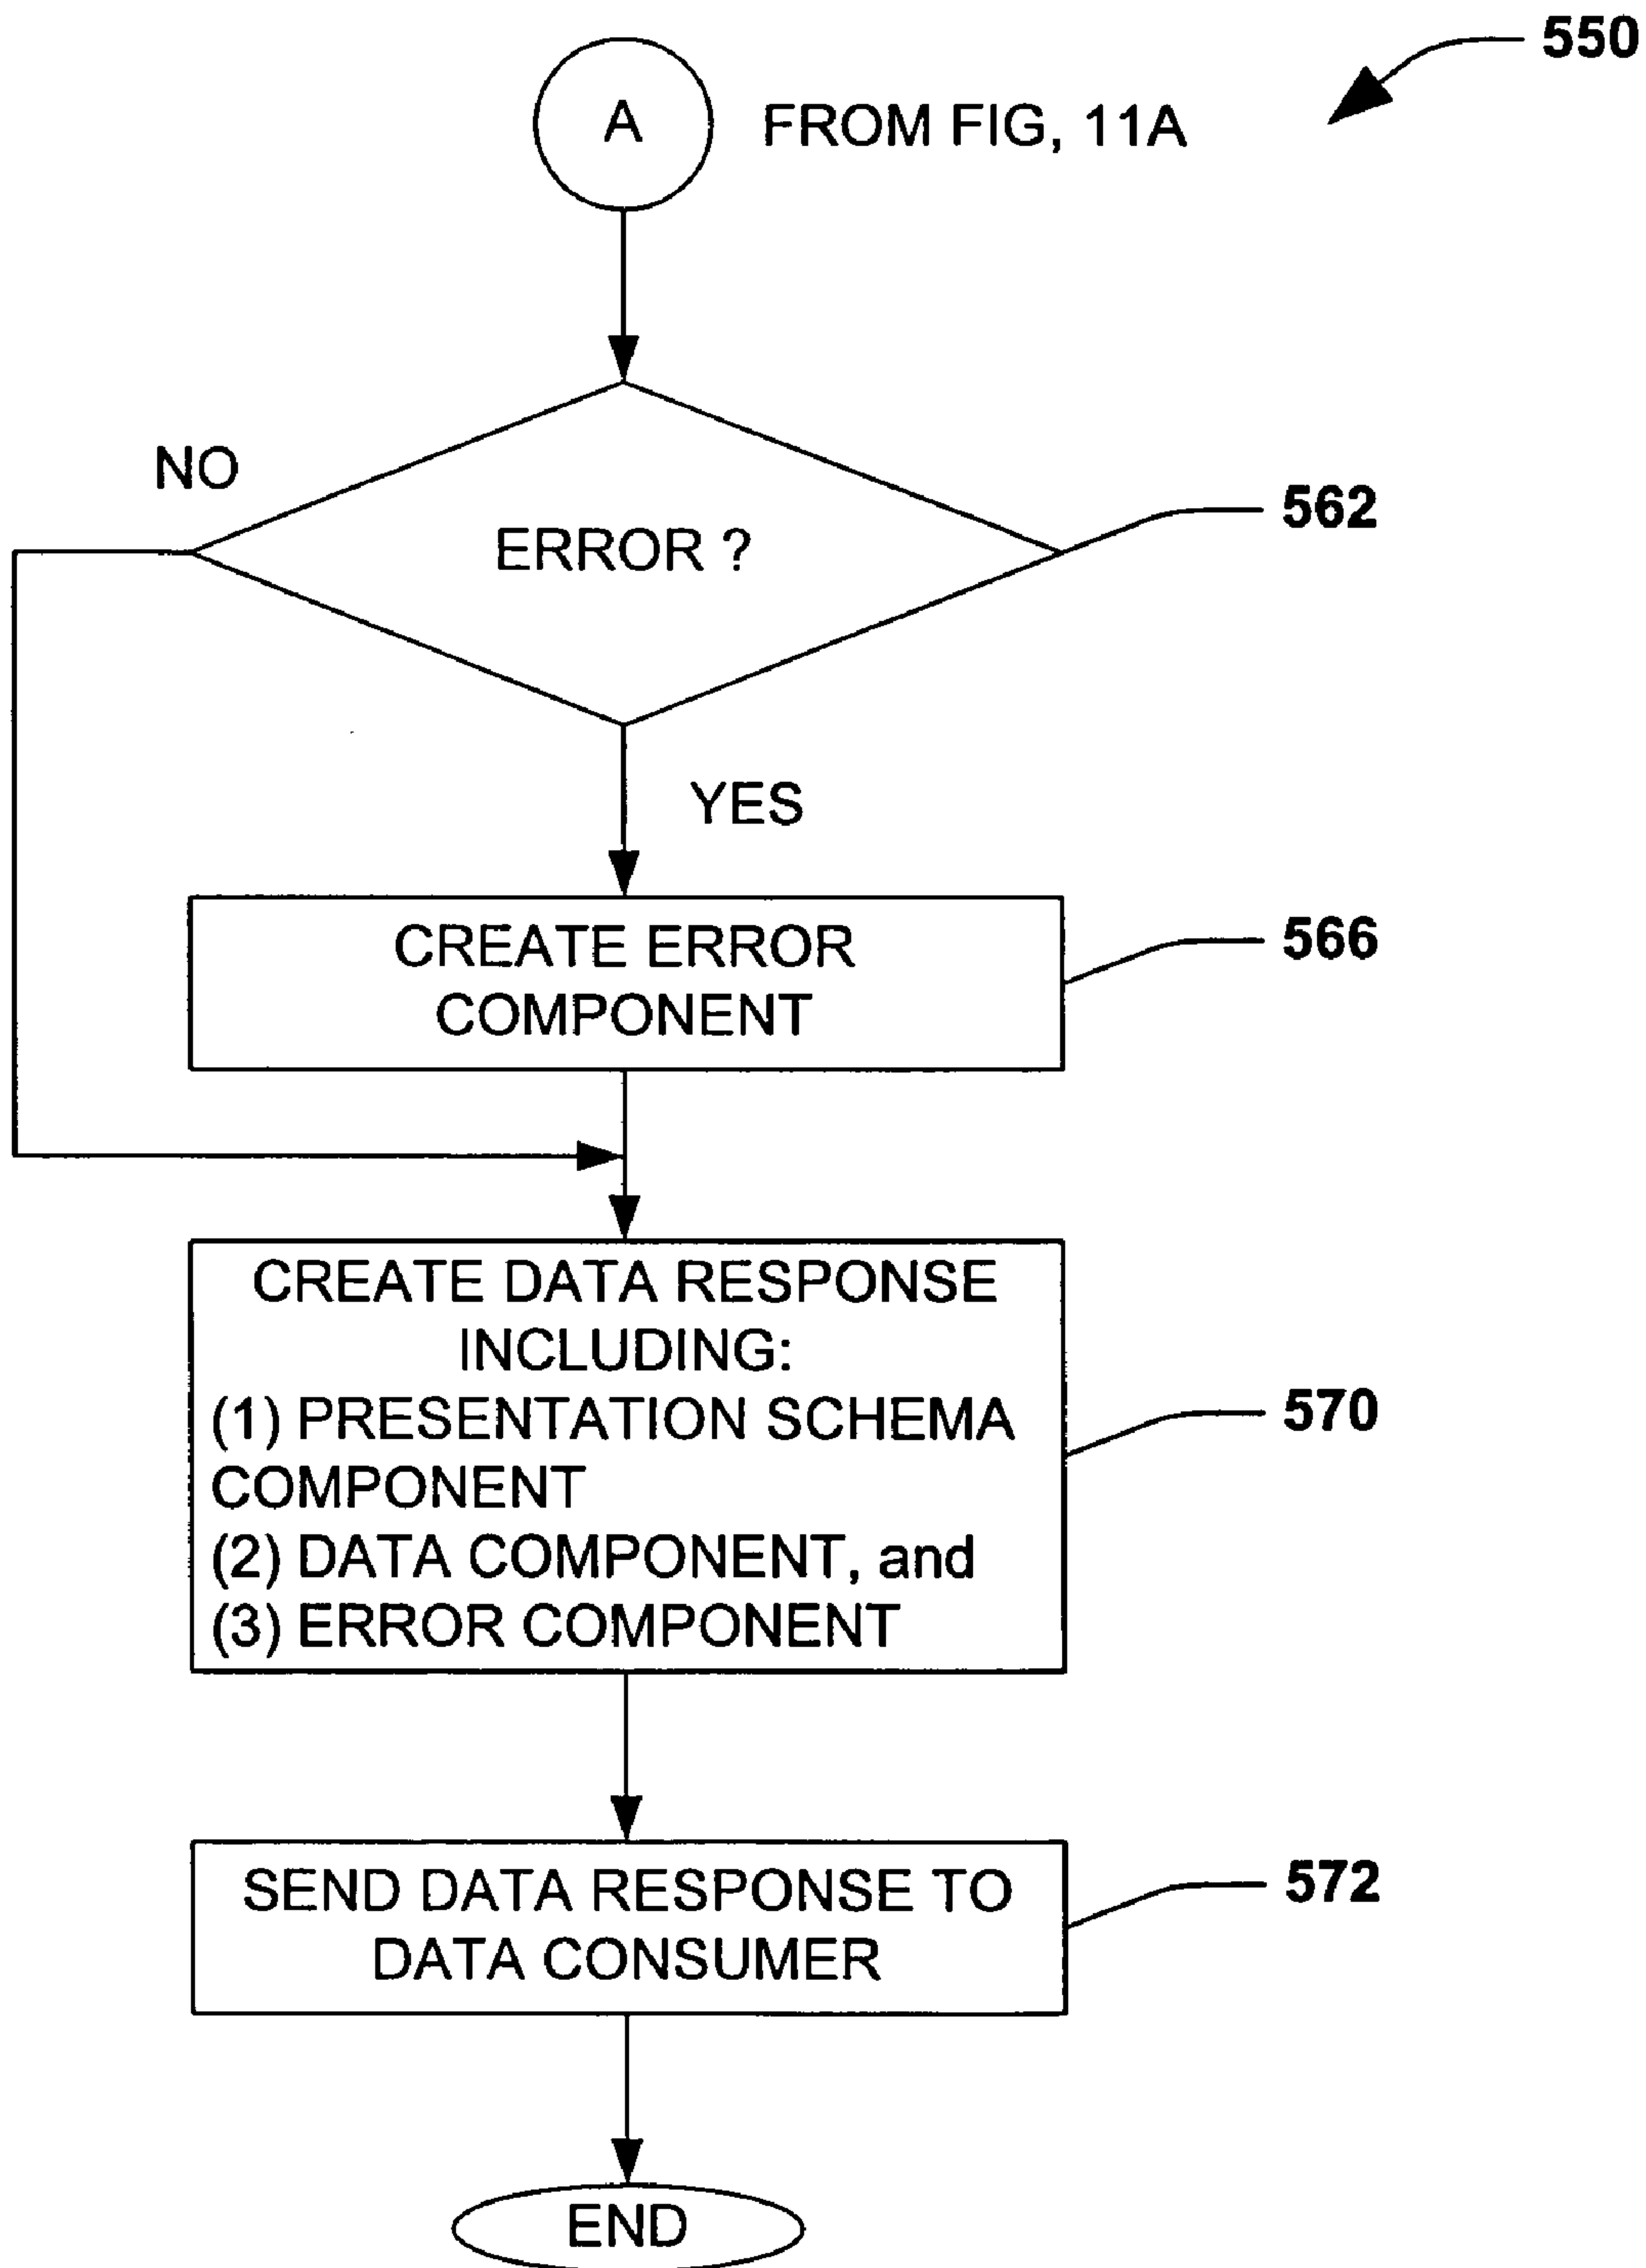 550
A
FROM FIG, 11A
NO
ERROR ?
562
YES
CREATE ERROR
COMPONENT
566
CREATE DATA RESPONSE
INCLUDING:
(1) PRESENTATION SCHEMA
COMPONENT
(2) DATA COMPONENT, and
(3) ERROR COMPONENT
570
SEND DATA RESPONSE TO
DATA CONSUMER
572
END